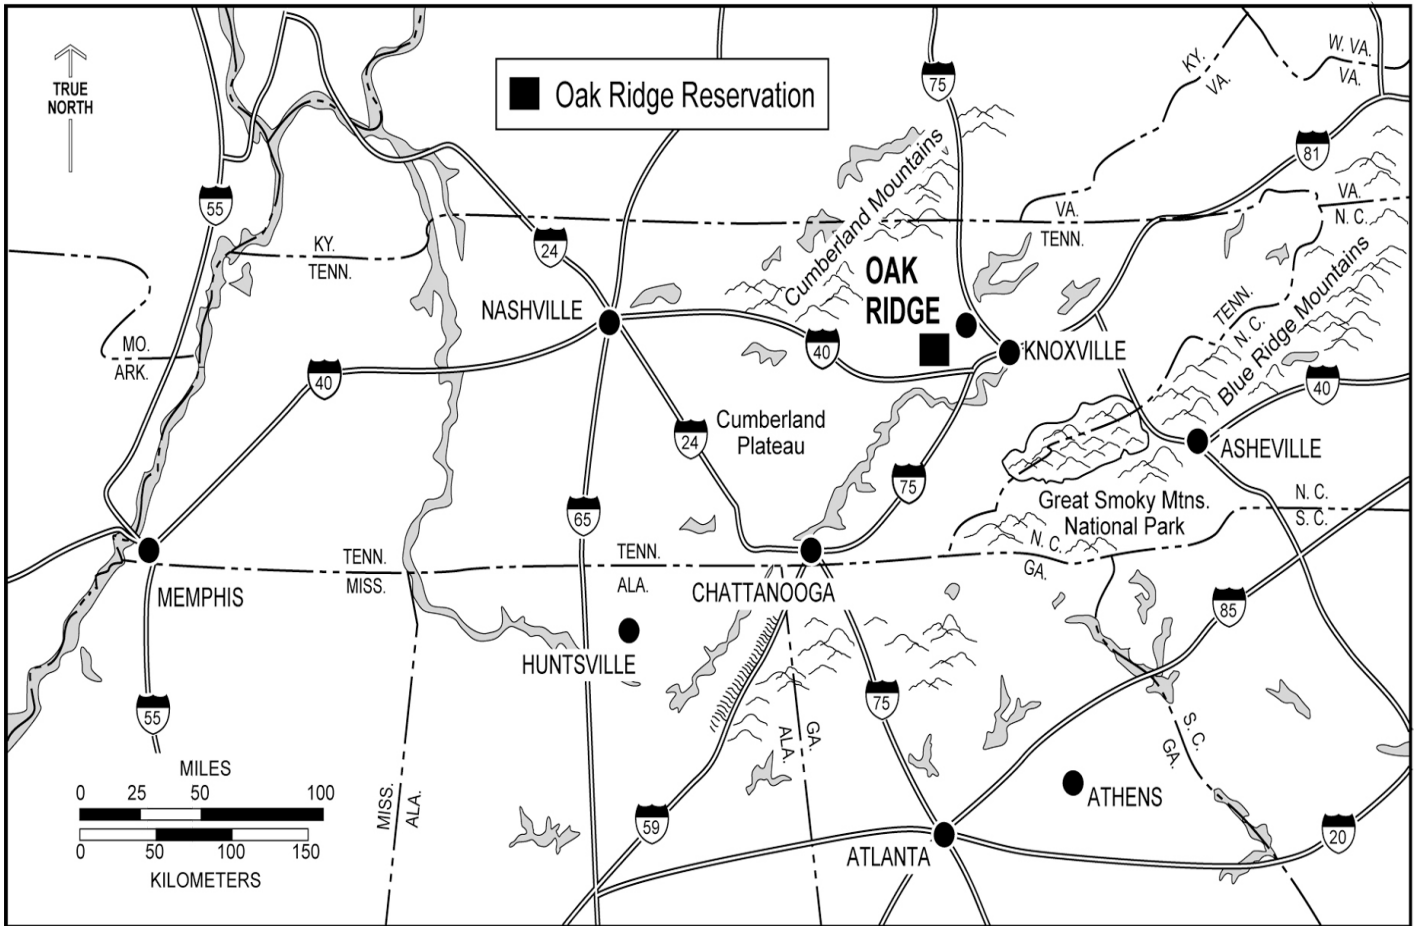 TRUE
NORTH
Oak Ridge Reservation
75
KY.
VA.
W. VA.
VA.
81
55
Cumberland Mountains
KY.
TENN.
24
VA.
TENN.
VA.
N. C.
OAK
RIDGE
NASHVILLE
40
KNOXVILLE
TENN.
N. C.
Blue Ridge Mountains
MO.
ARK.
40
40
Cumberland
Plateau
24
ASHEVILLE
75
65
Great Smoky Mtns.
National Park
N. C.
S. C.
N. C.
GA.
TENN.
MISS.
TENN.
ALA.
MEMPHIS
CHATTANOOGA
85
HUNTSVILLE
55
75
GA.
ALA.
S. C.
GA.
MILES
0 25 50 100
0 50 100 150
KILOMETERS
MISS.
ALA.
59
ATHENS
ATLANTA
20